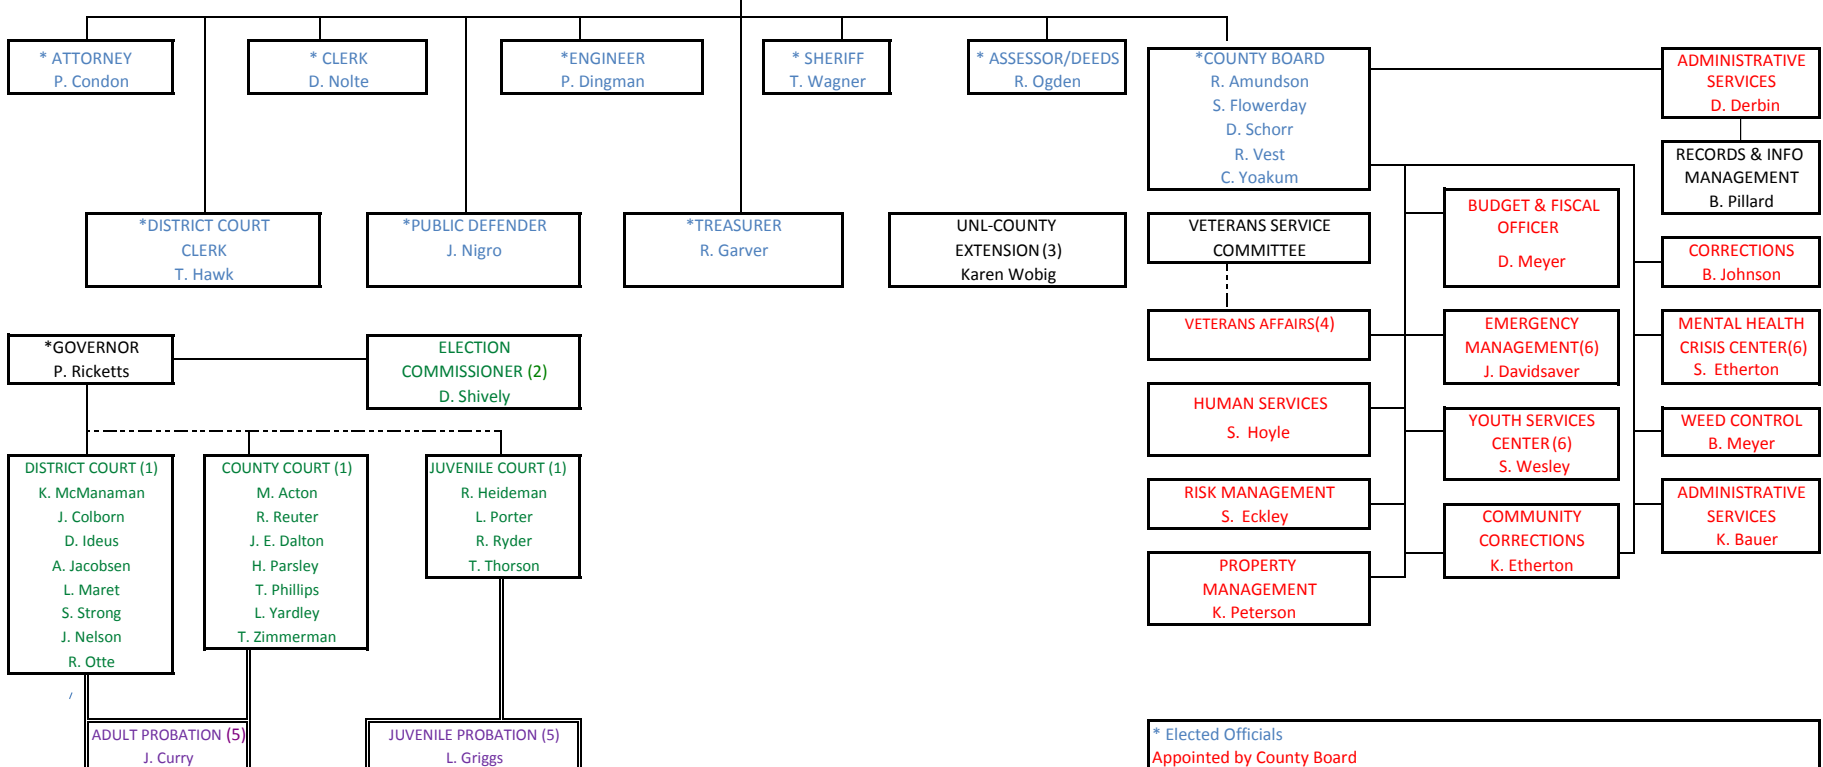 * ATTORNEY
P. Condon
* CLERK
D. Nolte
*ENGINEER
P. Dingman
* SHERIFF
T. Wagner
* ASSESSOR/DEEDS
R. Ogden
*COUNTY BOARD
R. Amundson
S. Flowerday
D. Schorr
R. Vest
C. Yoakum
ADMINISTRATIVE
SERVICES
D. Derbin
RECORDS & INFO
MANAGEMENT
B. Pillard
*DISTRICT COURT
CLERK
T. Hawk
*PUBLIC DEFENDER
J. Nigro
*TREASURER
R. Garver
UNL-COUNTY
EXTENSION (3)
Karen Wobig
VETERANS SERVICE
COMMITTEE
BUDGET & FISCAL
OFFICER
D. Meyer
CORRECTIONS
B. Johnson
VETERANS AFFAIRS(4)
EMERGENCY
MANAGEMENT(6)
J. Davidsaver
MENTAL HEALTH
CRISIS CENTER(6)
S. Etherton
*GOVERNOR
P. Ricketts
ELECTION
COMMISSIONER (2)
D. Shively
HUMAN SERVICES
S. Hoyle
YOUTH SERVICES
CENTER (6)
S. Wesley
WEED CONTROL
B. Meyer
DISTRICT COURT (1)
K. McManaman
J. Colborn
D. Ideus
A. Jacobsen
L. Maret
S. Strong
J. Nelson
R. Otte
COUNTY COURT (1)
M. Acton
R. Reuter
J. E. Dalton
H. Parsley
T. Phillips
L. Yardley
T. Zimmerman
JUVENILE COURT (1)
R. Heideman
L. Porter
R. Ryder
T. Thorson
RISK MANAGEMENT
S. Eckley
COMMUNITY
CORRECTIONS
K. Etherton
ADMINISTRATIVE
SERVICES
K. Bauer
PROPERTY
MANAGEMENT
K. Peterson
/
ADULT PROBATION (5)
J. Curry
JUVENILE PROBATION (5)
L. Griggs
* Elected Officials
Appointed by County Board